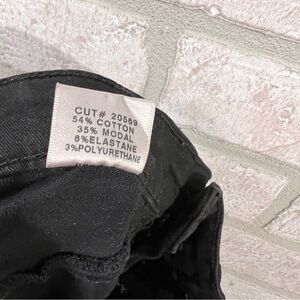 CUT# 20569
54% COTTON
35% MODAL
8%ELASTANE
3%POLYURETHANE